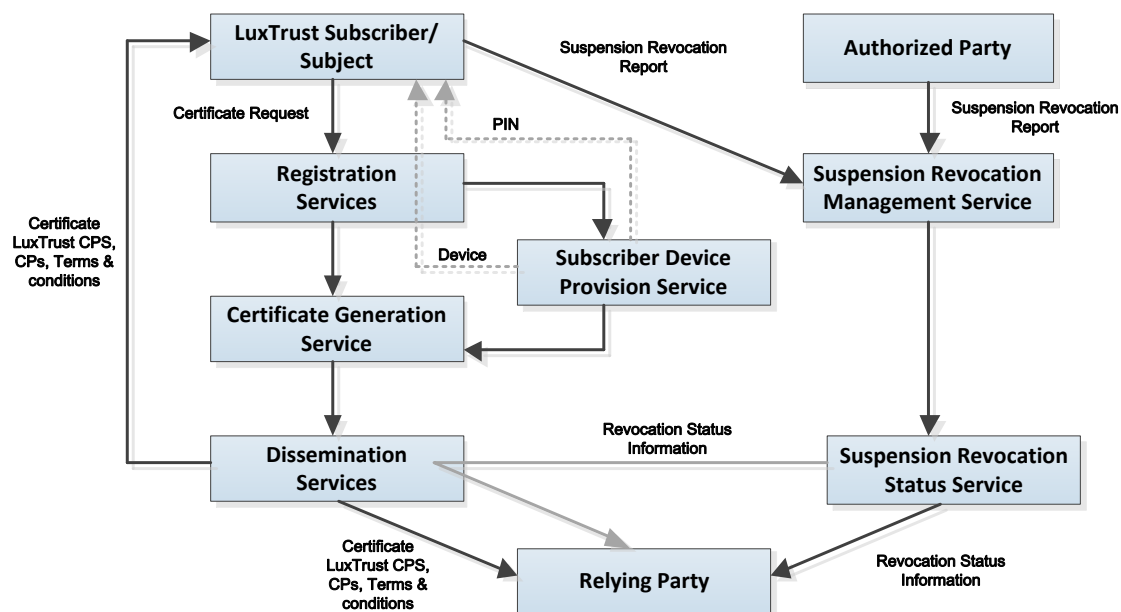 LuxTrust Subscriber/
Subject
Suspension Revocation
Report
Authorized Party
Certificate Request
PIN
Suspension Revocation
Report
Registration
Services
Suspension Revocation
Management Service
Certificate
LuxTrust CPS,
CPs, Terms &
conditions
Device
Subscriber Device
Provision Service
Certificate Generation
Service
Revocation Status
Information
Dissemination
Services
Suspension Revocation
Status Service
Certificate
LuxTrust CPS,
CPs, Terms &
conditions
Relying Party
Revocation Status
Information